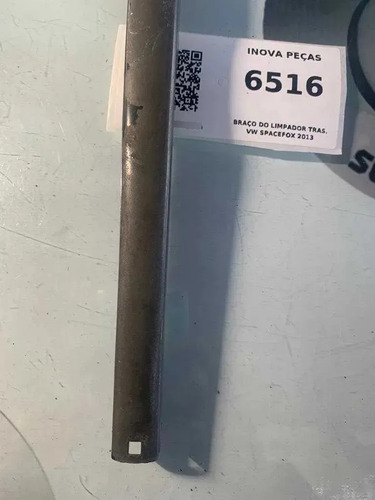 INOVA PEÇAS
6516
BRAÇO DO LIMPADOR TRAS.
VW SPACEFOX 2013